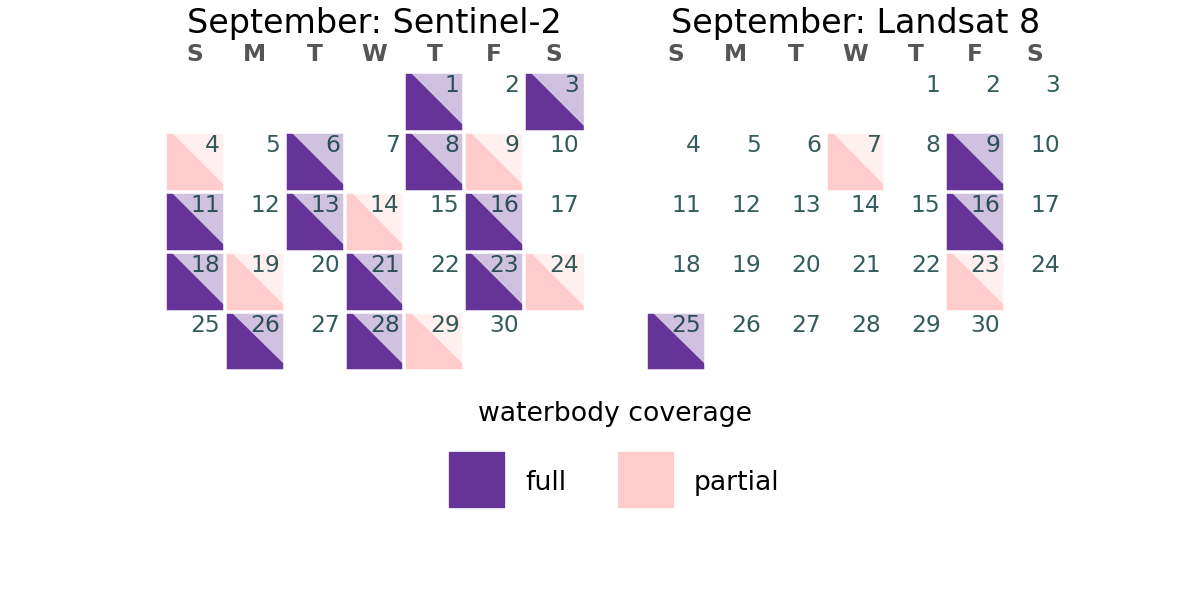 September: Sentinel-2
S M T W T F S
1 2 3
4 5 6 7 8 9 10
11 12 13 14 15 16 17
18 19 20 21 22 23 24
25 26 27 28 29 30
September: Landsat 8
S M T W T F S
1 2 3
4 5 6 7 8 9 10
11 12 13 14 15 16 17
18 19 20 21 22 23 24
25 26 27 28 29 30
waterbody coverage
full partial